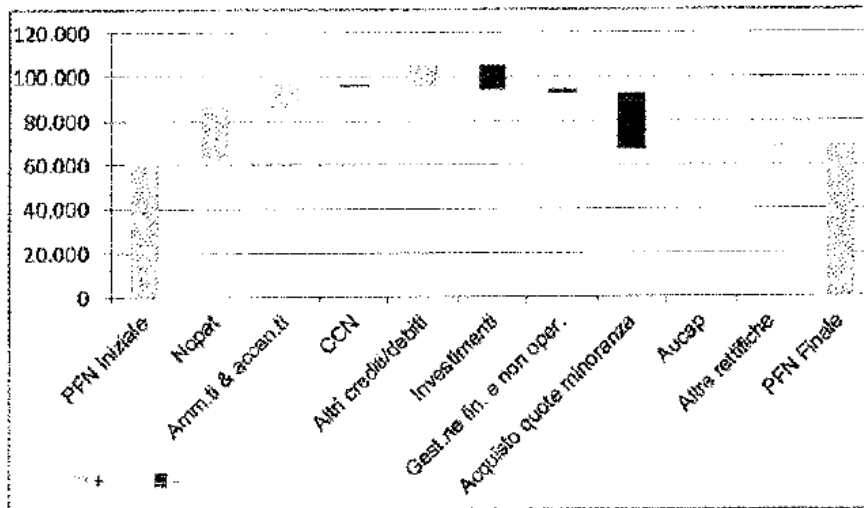 120.000
100.000
80.000
60.000
40.000
20.000
0
PFN Iniziale
Nopat
Amm.ti & accan.ti
CCN
Altri crediti/debiti
Investimenti
Gest.ne fin. e non oper.
Acquisto quote minoranza
Aucap
Altre rettifiche
PFN Finale
+
-